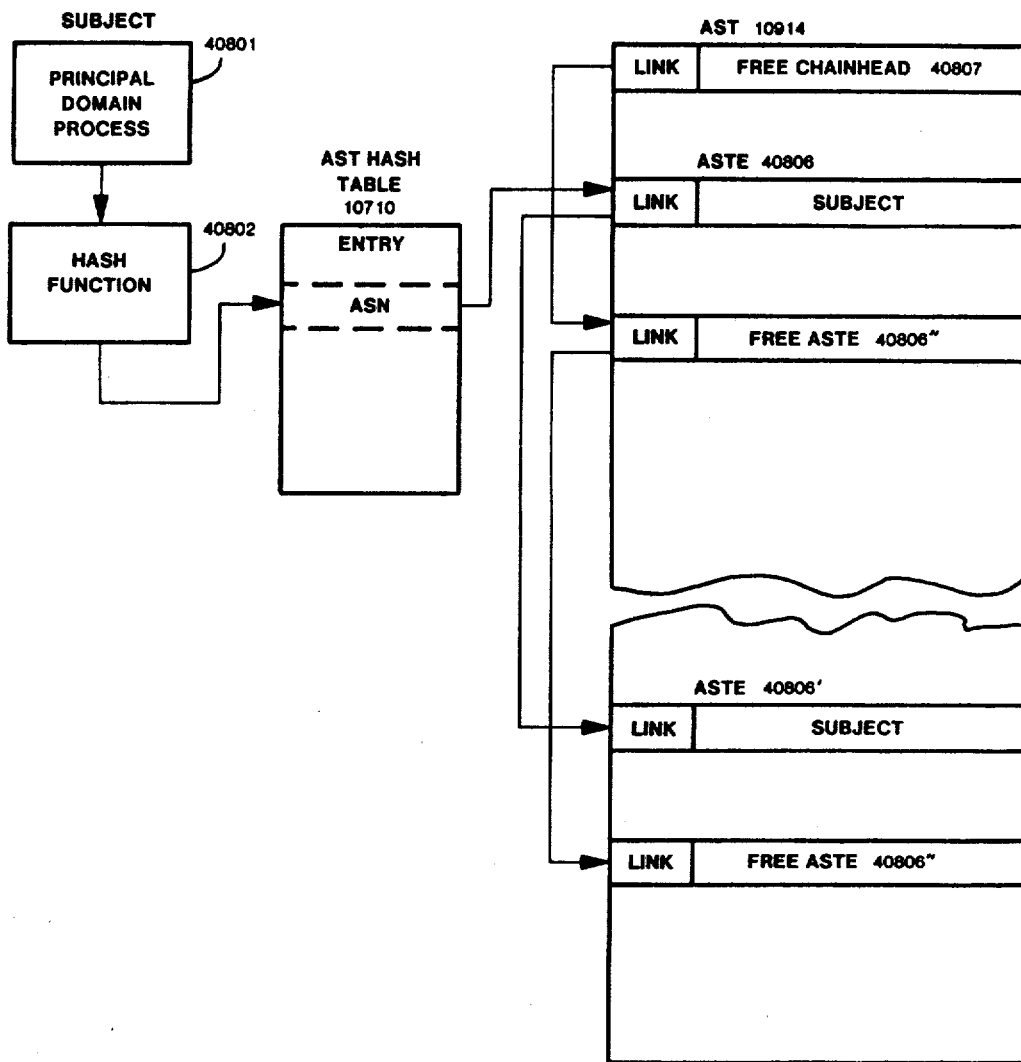 SUBJECT
40801
PRINCIPAL
DOMAIN
PROCESS
40802
HASH
FUNCTION
AST HASH
TABLE
10710
ENTRY
ASN
AST 10914
LINK FREE CHAINHEAD 40807
ASTE 40806
LINK SUBJECT
LINK FREE ASTE 40806″
ASTE 40806′
LINK SUBJECT
LINK FREE ASTE 40806″